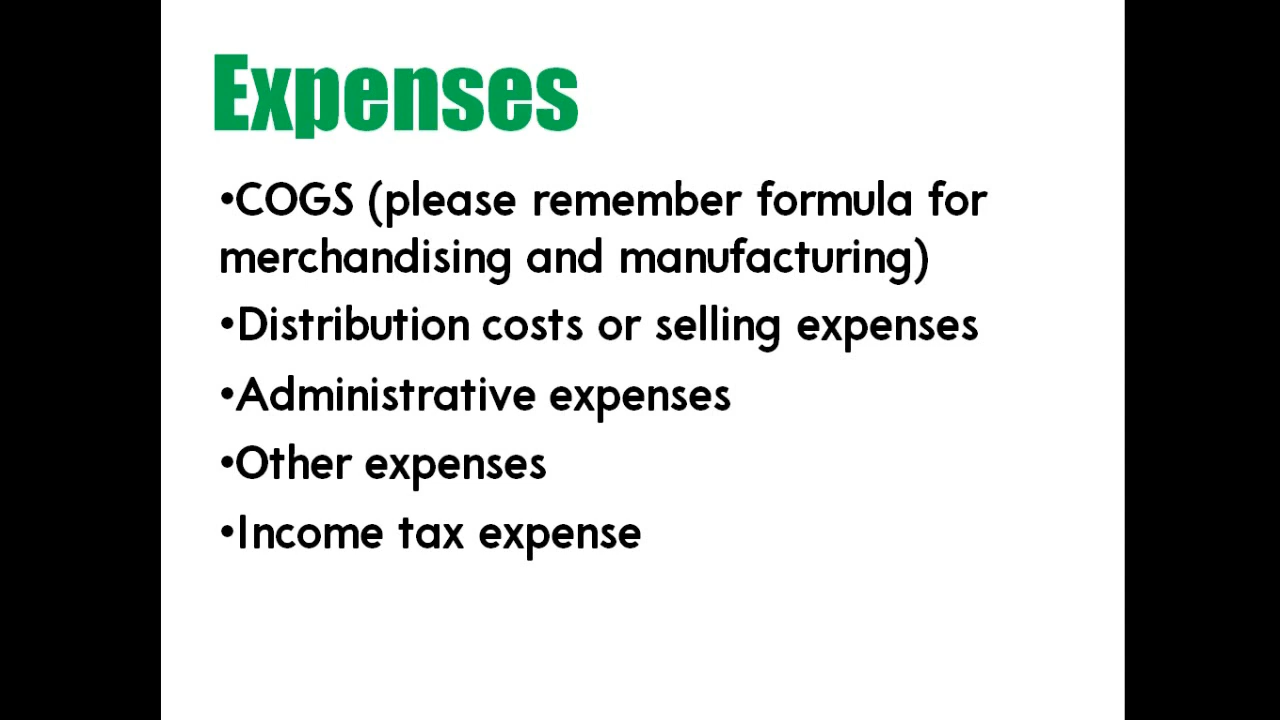 Expenses
•COGS (please remember formula for
merchandising and manufacturing)
•Distribution costs or selling expenses
•Administrative expenses
•Other expenses
•Income tax expense